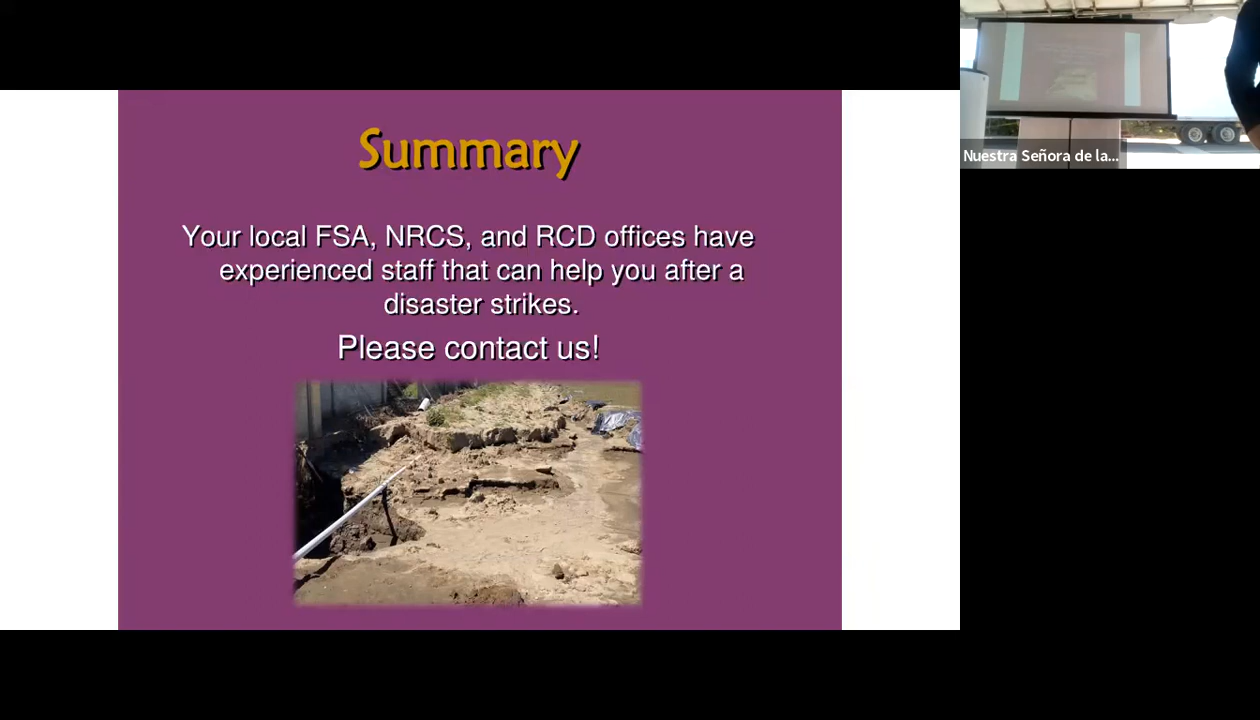 Summary
Your local FSA, NRCS, and RCD offices have
experienced staff that can help you after a
disaster strikes.
Please contact us!
Nuestra Señora de la...